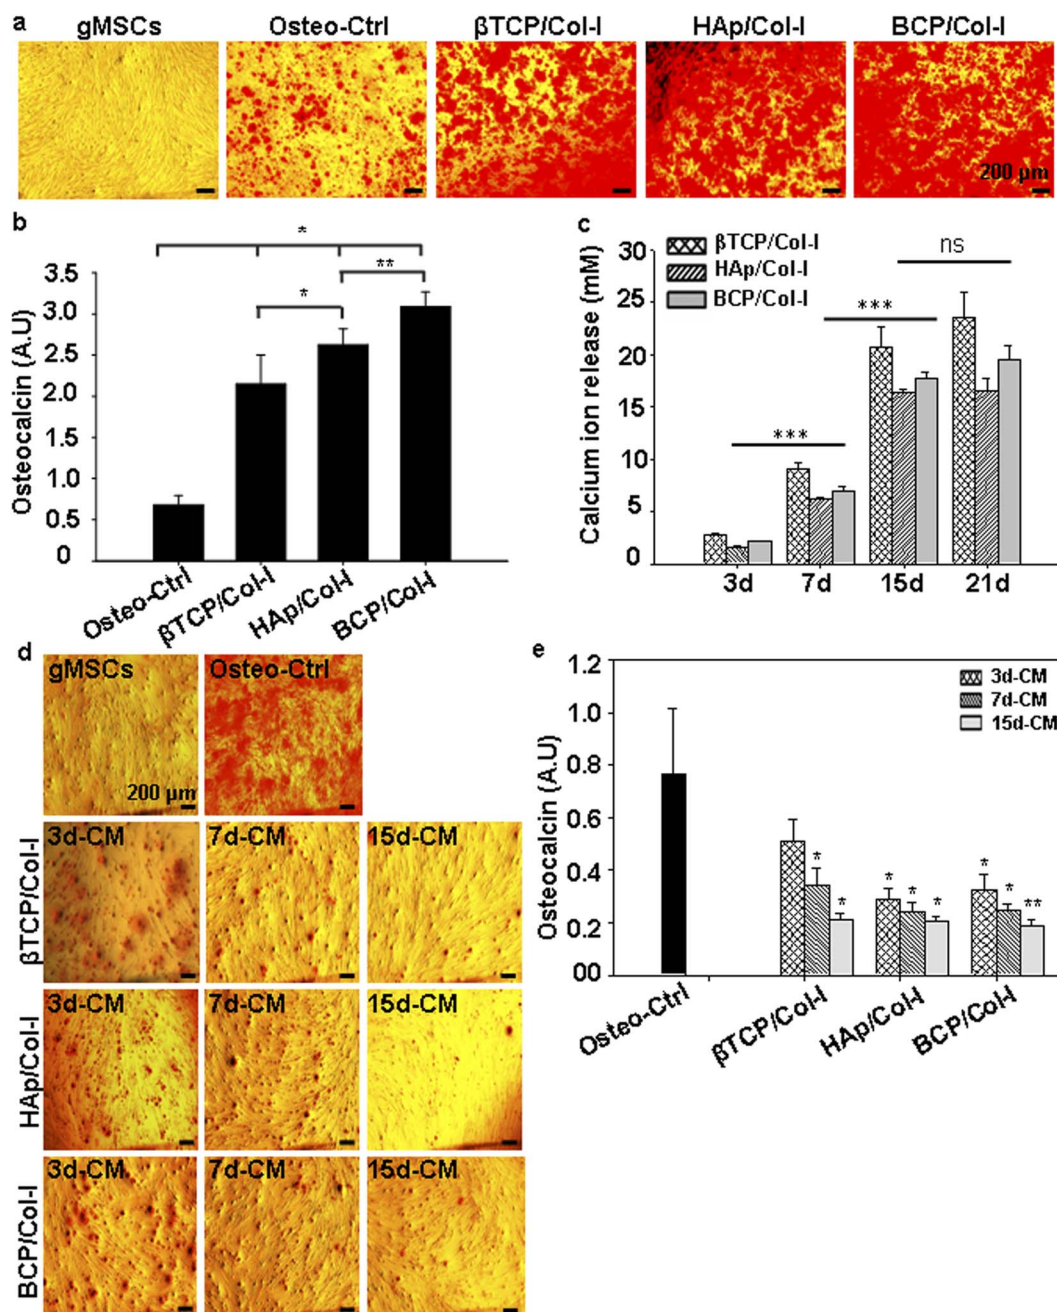 a
gMSCs Osteo-Ctrl βTCP/Col-I HAp/Col-I BCP/Col-I
200 µm
b
* 
* **
3.5
3.0
2.5
2.0
1.5
1.0
0.5
0
Osteocalcin (A.U)
Osteo-Ctrl βTCP/Col-I HAp/Col-I BCP/Col-I
c
βTCP/Col-I
HAp/Col-I
BCP/Col-I
ns
***
***
30
25
20
15
10
5
0
Calcium ion release (mM)
3d 7d 15d 21d
d
gMSCs Osteo-Ctrl
200 µm
βTCP/Col-I
3d-CM 7d-CM 15d-CM
HAp/Col-I
3d-CM 7d-CM 15d-CM
BCP/Col-I
3d-CM 7d-CM 15d-CM
e
3d-CM
7d-CM
15d-CM
1.2
1.0
0.8
0.6
0.4
0.2
00
Osteocalcin (A.U)
* * * * * * * **
Osteo-Ctrl βTCP/Col-I HAp/Col-I BCP/Col-I